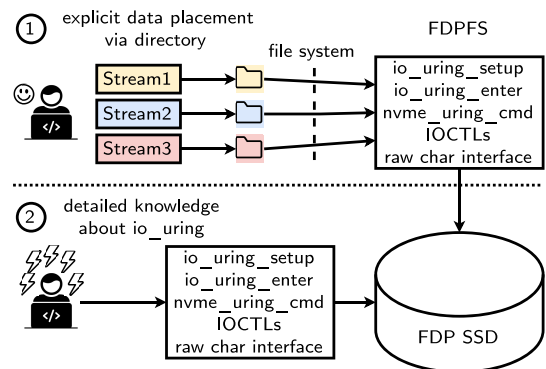 1
explicit data placement
via directory
Stream1
Stream2
Stream3
file system
FDPFS
io_uring_setup
io_uring_enter
nvme_uring_cmd
IOCTLs
raw char interface
</>
2
detailed knowledge
about io_uring
</>
io_uring_setup
io_uring_enter
nvme_uring_cmd
IOCTLs
raw char interface
FDP SSD